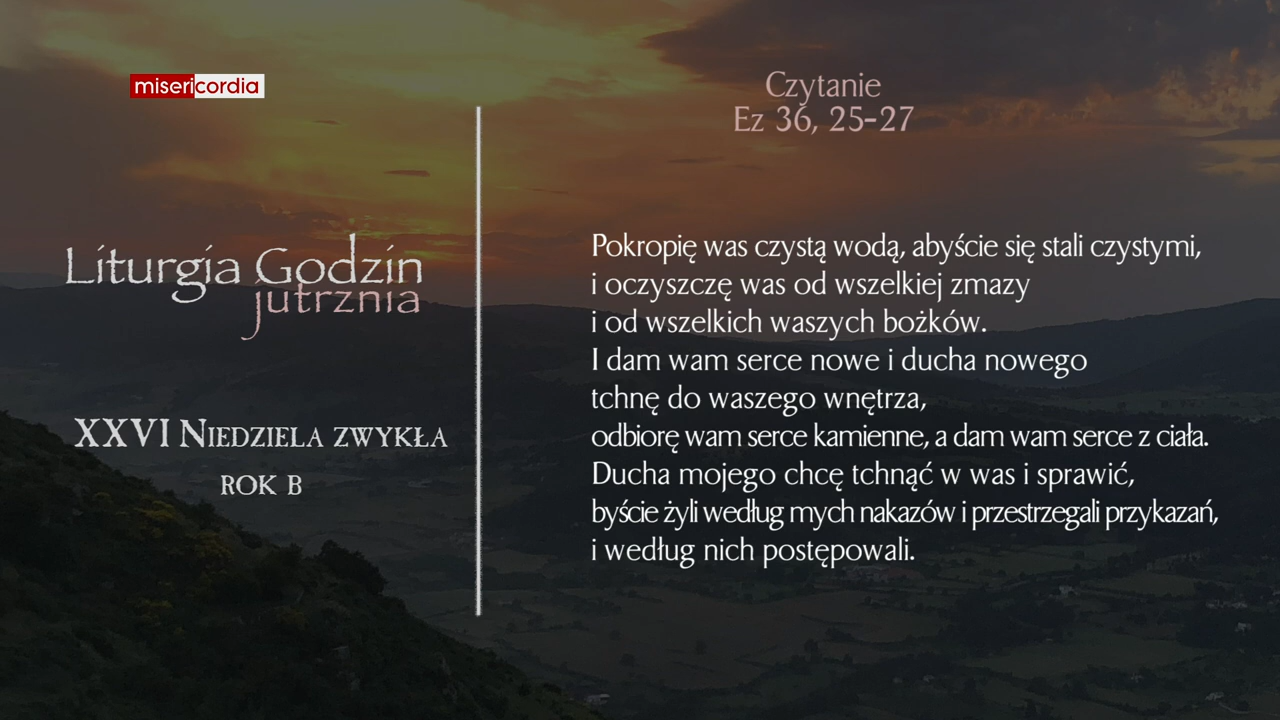 misericordia
Liturgia Godzin
jutrznia
XXVI Niedziela zwykła
rok B
Czytanie
Ez 36, 25-27
Pokropię was czystą wodą, abyście się stali czystymi,
i oczyszczę was od wszelkiej zmazy
i od wszelkich waszych bożków.
I dam wam serce nowe i ducha nowego
tchnę do waszego wnętrza,
odbiorę wam serce kamienne, a dam wam serce z ciała.
Ducha mojego chcę tchnąć w was i sprawić,
byście żyli według mych nakazów i przestrzegali przykazań,
i według nich postępowali.